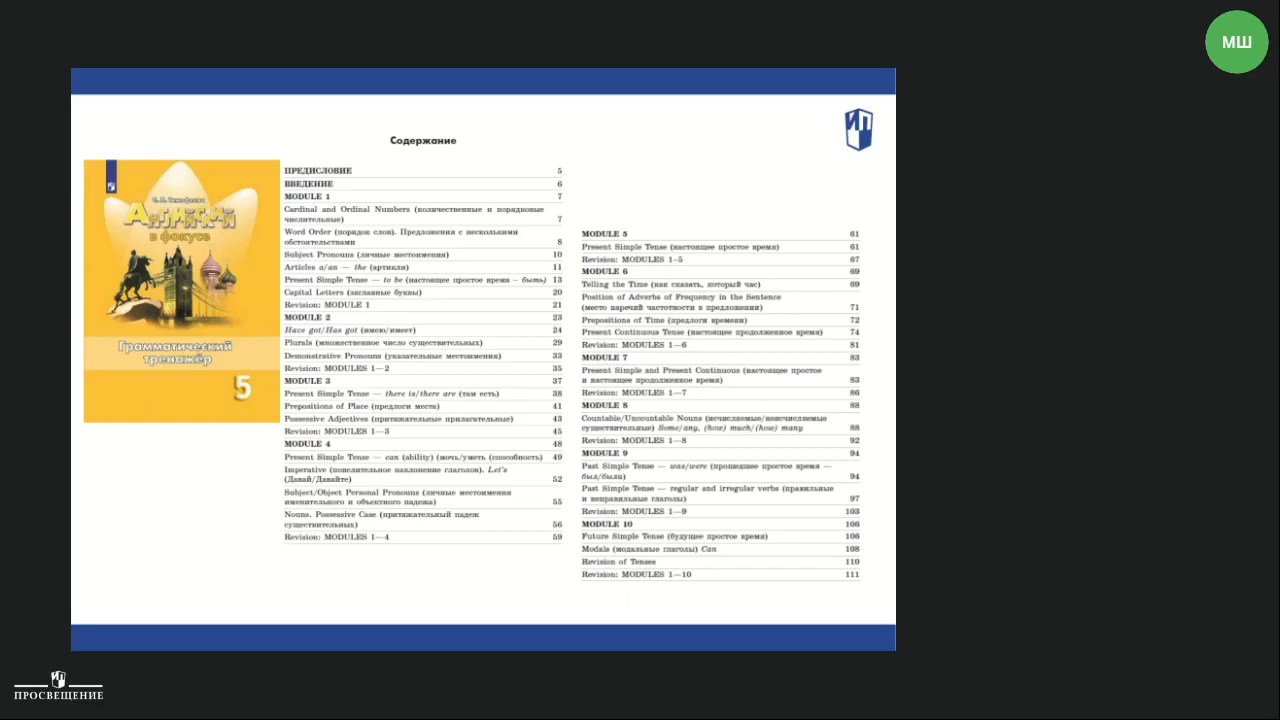 МШ
Содержание
С. Л. Тимофеева
Английский
в фокусе
Грамматический
тренажёр
5
ПРЕДИСЛОВИЕ 5
ВВЕДЕНИЕ 6
MODULE 1 7
Cardinal and Ordinal Numbers (количественные и порядковые
числительные) 7
Word Order (порядок слов). Предложения с несколькими
обстоятельствами 8
Subject Pronouns (личные местоимения) 10
Articles a/an — the (артикли) 11
Present Simple Tense — to be (настоящее простое время – быть) 13
Capital Letters (заглавные буквы) 20
Revision: MODULE 1 21
MODULE 2 23
Have got/Has got (имею/имеет) 24
Plurals (множественное число существительных) 29
Demonstrative Pronouns (указательные местоимения) 33
Revision: MODULES 1—2 35
MODULE 3 37
Present Simple Tense — there is/there are (там есть) 38
Prepositions of Place (предлоги места) 41
Possessive Adjectives (притяжательные прилагательные) 43
Revision: MODULES 1—3 45
MODULE 4 48
Present Simple Tense — can (ability) (мочь/уметь (способность) 49
Imperative (повелительное наклонение глаголов). Let's
(Давай/Давайте) 52
Subject/Object Personal Pronouns (личные местоимения
именительного и объектного падежа) 55
Nouns. Possessive Case (притяжательный падеж
существительных) 56
Revision: MODULES 1—4 59
MODULE 5 61
Present Simple Tense (настоящее простое время) 61
Revision: MODULES 1–5 67
MODULE 6 69
Telling the Time (как сказать, который час) 69
Position of Adverbs of Frequency in the Sentence
(место наречий частотности в предложении) 71
Prepositions of Time (предлоги времени) 72
Present Continuous Tense (настоящее продолженное время) 74
Revision: MODULES 1—6 81
MODULE 7 83
Present Simple and Present Continuous (настоящее простое
и настоящее продолженное время) 83
Revision: MODULES 1—7 86
MODULE 8 88
Countable/Uncountable Nouns (исчисляемые/неисчисляемые
существительные) Some/any, (how) much/(how) many 88
Revision: MODULES 1—8 92
MODULE 9 94
Past Simple Tense — was/were (прошедшее простое время —
был/были) 94
Past Simple Tense — regular and irregular verbs (правильные
и неправильные глаголы) 97
Revision: MODULES 1—9 103
MODULE 10 106
Future Simple Tense (будущее простое время) 106
Modals (модальные глаголы) Can 108
Revision of Tenses 110
Revision: MODULES 1—10 111
ПРОСВЕЩЕНИЕ